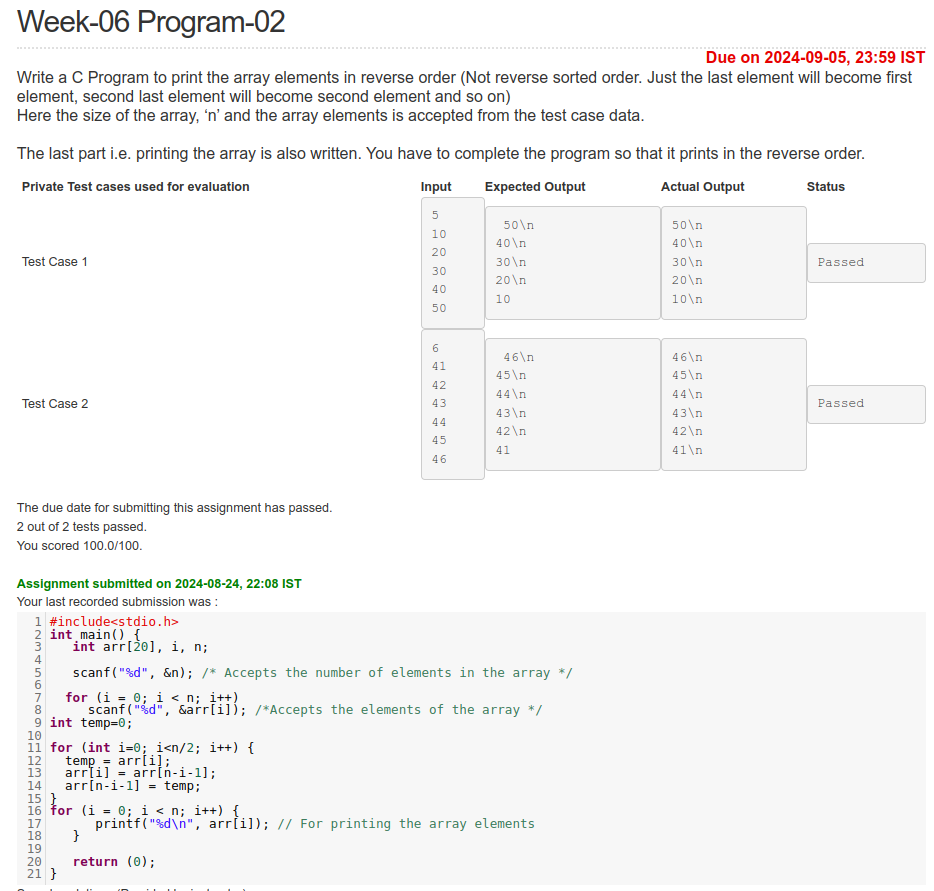 Week-06 Program-02
Due on 2024-09-05, 23:59 IST
Write a C Program to print the array elements in reverse order (Not reverse sorted order. Just the last element will become first
element, second last element will become second element and so on)
Here the size of the array, ‘n’ and the array elements is accepted from the test case data.
The last part i.e. printing the array is also written. You have to complete the program so that it prints in the reverse order.
Private Test cases used for evaluation Input Expected Output Actual Output Status
Test Case 1
5
10
20
30
40
50
50\n
40\n
30\n
20\n
10
50\n
40\n
30\n
20\n
10\n
Passed
Test Case 2
6
41
42
43
44
45
46
46\n
45\n
44\n
43\n
42\n
41
46\n
45\n
44\n
43\n
42\n
41\n
Passed
The due date for submitting this assignment has passed.
2 out of 2 tests passed.
You scored 100.0/100.
Assignment submitted on 2024-08-24, 22:08 IST
Your last recorded submission was :
1 #include<stdio.h>
2 int main() {
3    int arr[20], i, n;
4
5    scanf("%d", &n); /* Accepts the number of elements in the array */
6
7   for (i = 0; i < n; i++)
8      scanf("%d", &arr[i]); /*Accepts the elements of the array */
9 int temp=0;
10
11 for (int i=0; i<n/2; i++) {
12   temp = arr[i];
13   arr[i] = arr[n-i-1];
14   arr[n-i-1] = temp;
15 }
16 for (i = 0; i < n; i++) {
17       printf("%d\n", arr[i]); // For printing the array elements
18    }
19
20    return (0);
21 }